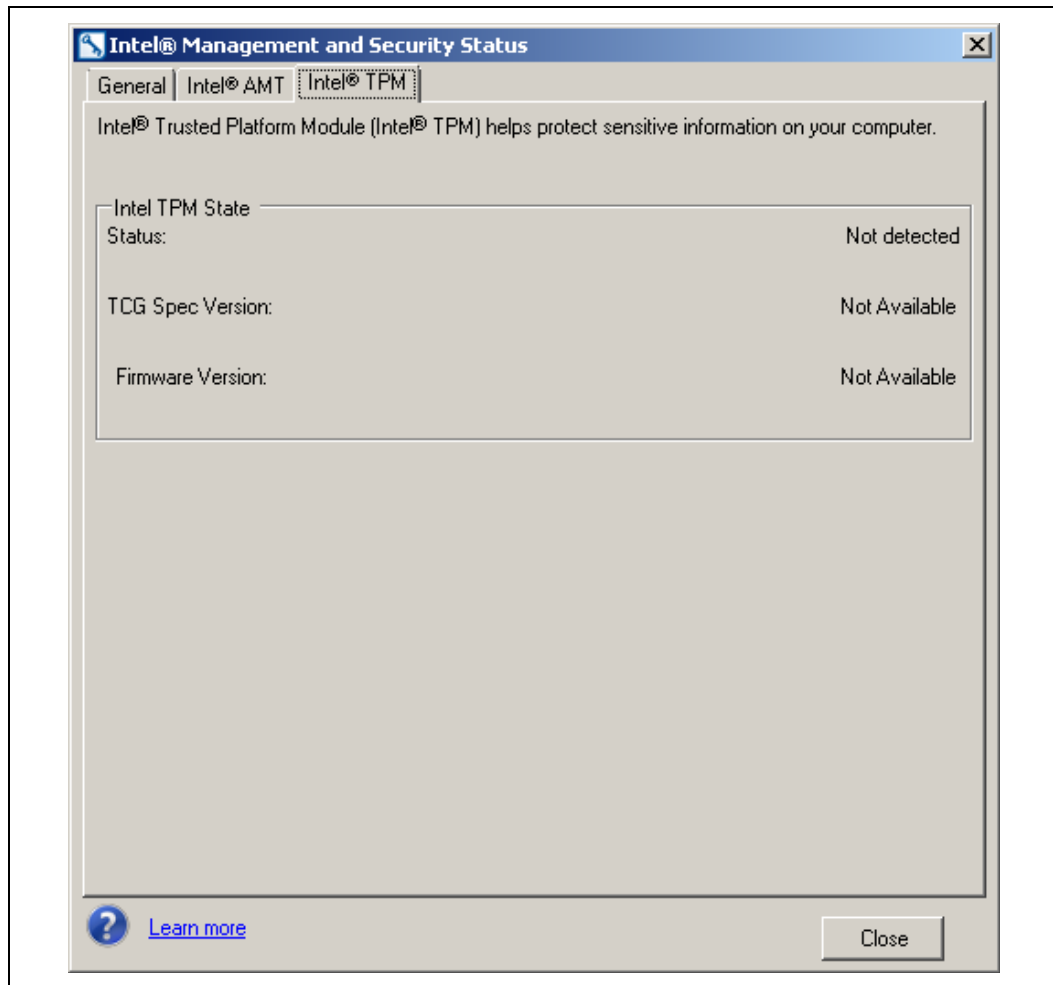 Intel® Management and Security Status
General Intel® AMT Intel® TPM
Intel® Trusted Platform Module (Intel® TPM) helps protect sensitive information on your computer.
Intel TPM State
Status: Not detected
TCG Spec Version: Not Available
Firmware Version: Not Available
Learn more
Close